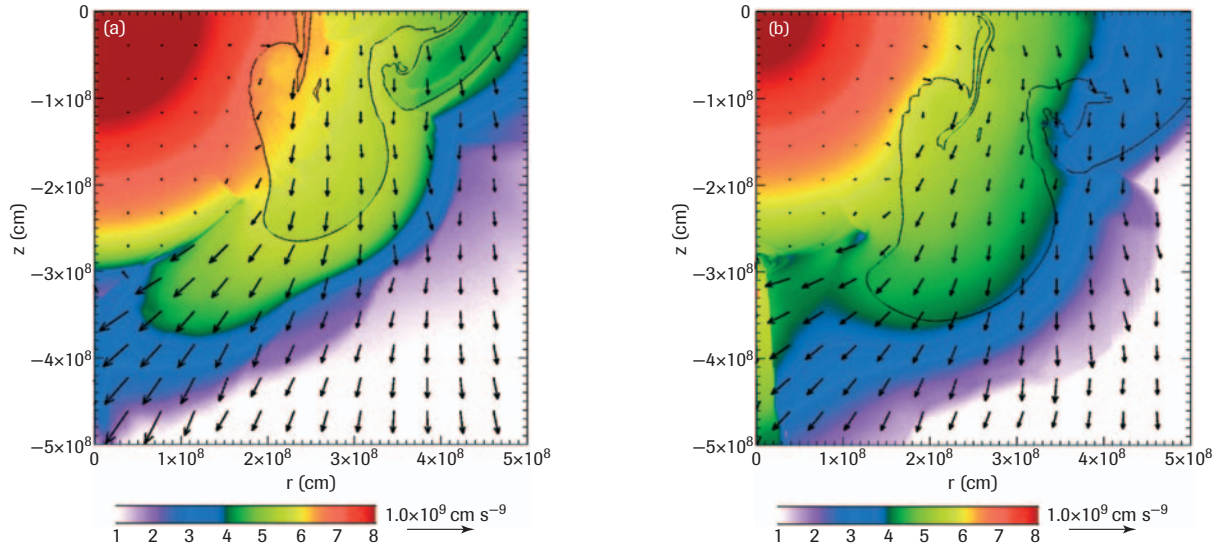 (a)
0
−1×10⁸
−2×10⁸
−3×10⁸
−4×10⁸
−5×10⁸
z (cm)
0 1×10⁸ 2×10⁸ 3×10⁸ 4×10⁸ 5×10⁸
r (cm)
1 2 3 4 5 6 7 8
1.0×10⁹ cm s⁻⁹
(b)
0
−1×10⁸
−2×10⁸
−3×10⁸
−4×10⁸
−5×10⁸
z (cm)
0 1×10⁸ 2×10⁸ 3×10⁸ 4×10⁸ 5×10⁸
r (cm)
1 2 3 4 5 6 7 8
1.0×10⁹ cm s⁻⁹